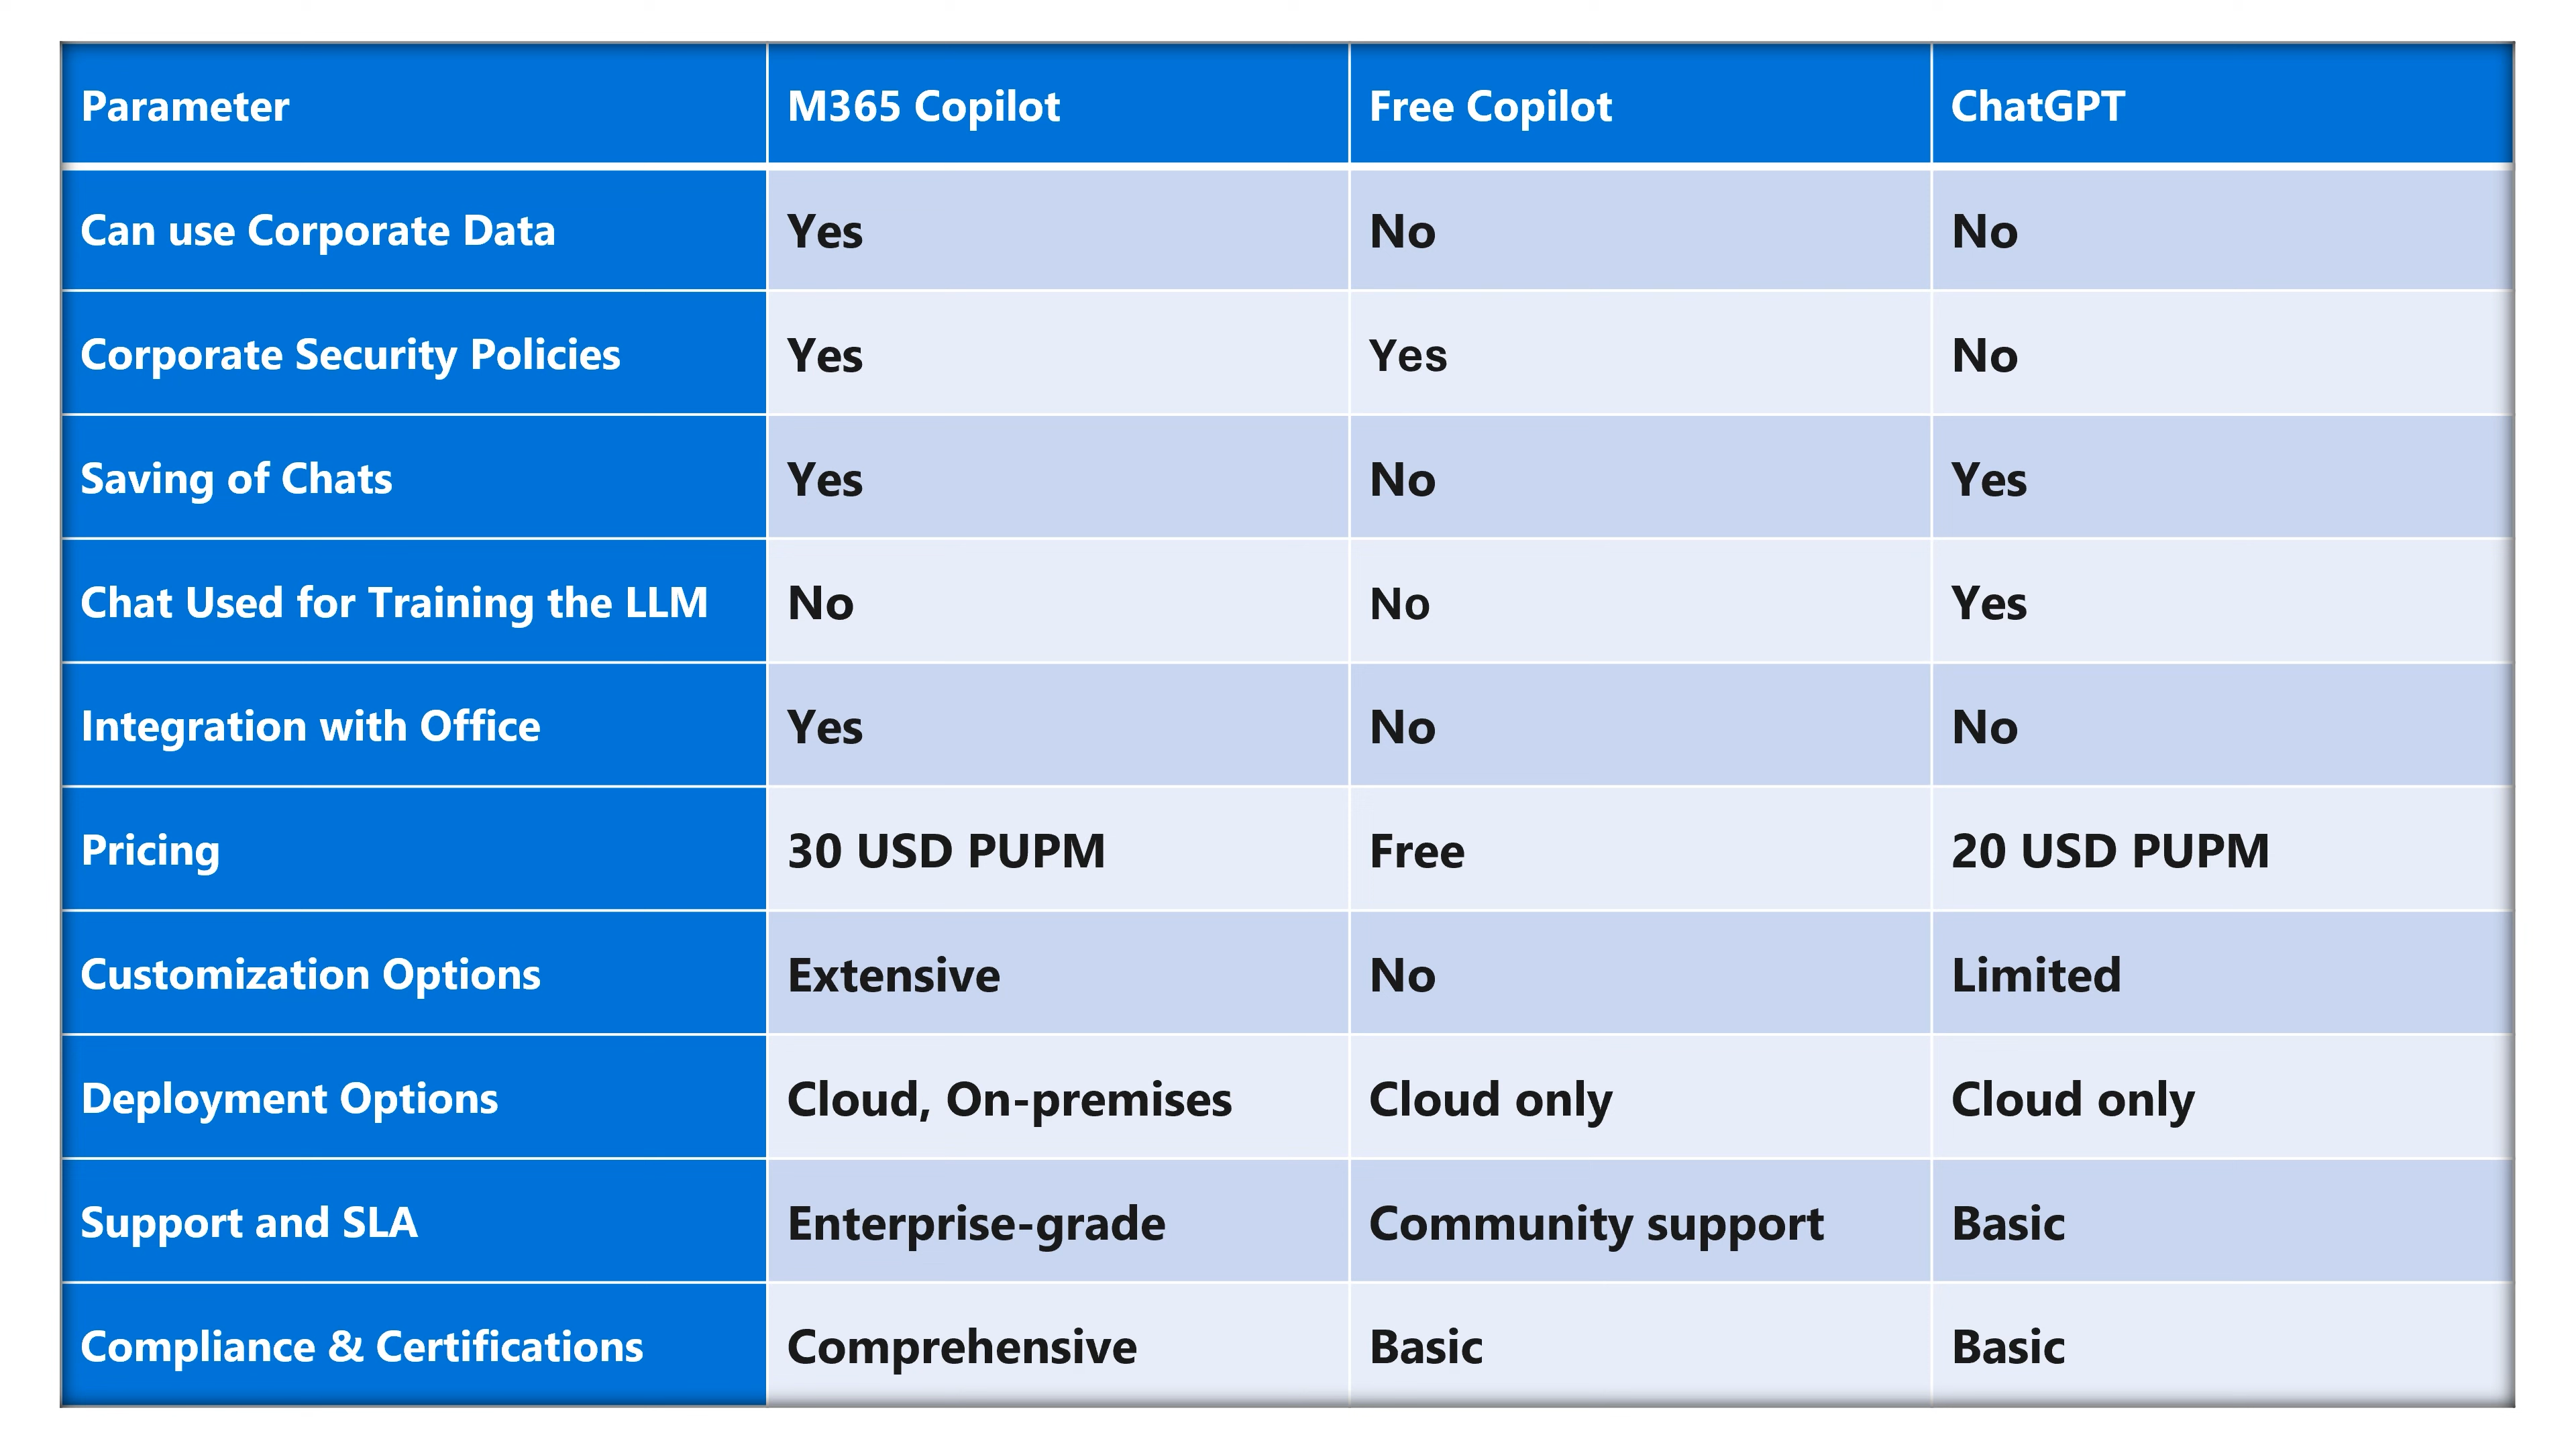 Parameter M365 Copilot Free Copilot ChatGPT
Can use Corporate Data Yes No No
Corporate Security Policies Yes Yes No
Saving of Chats Yes No Yes
Chat Used for Training the LLM No No Yes
Integration with Office Yes No No
Pricing 30 USD PUPM Free 20 USD PUPM
Customization Options Extensive No Limited
Deployment Options Cloud, On-premises Cloud only Cloud only
Support and SLA Enterprise-grade Community support Basic
Compliance & Certifications Comprehensive Basic Basic